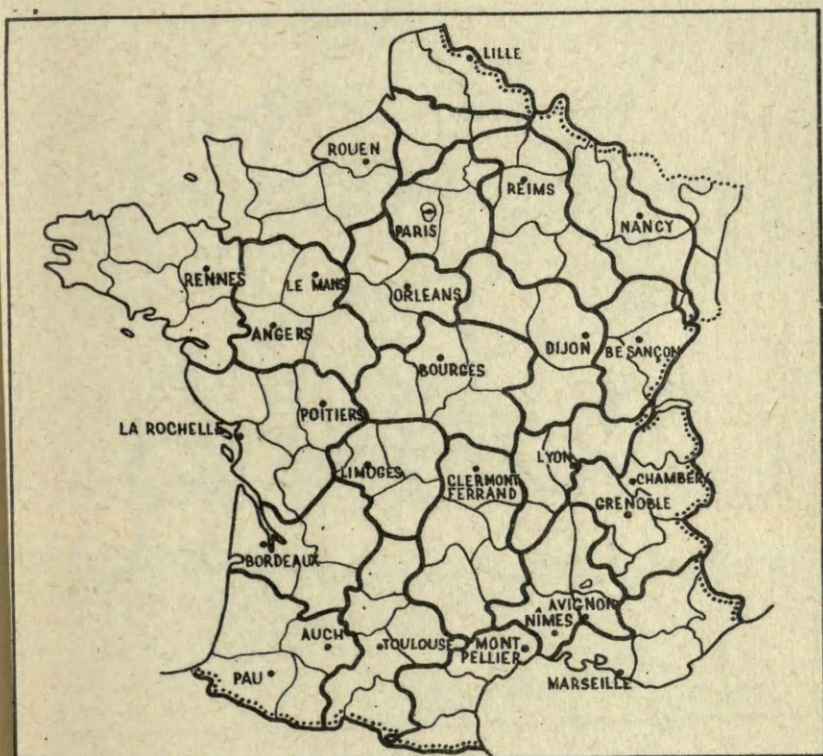 LILLE
ROUEN
REIMS
PARIS
NANCY
RENNES
LE MANS
ORLEANS
ANGERS
DIJON
BESANÇON
BOURGES
POITIERS
LA ROCHELLE
LIMOGES
LYON
CLERMONT
FERRAND
CHAMBERY
GRENOBLE
BORDEAUX
AVIGNON
NÎMES
AUCH
TOULOUSE
MONT
PELLIER
PAU
MARSEILLE